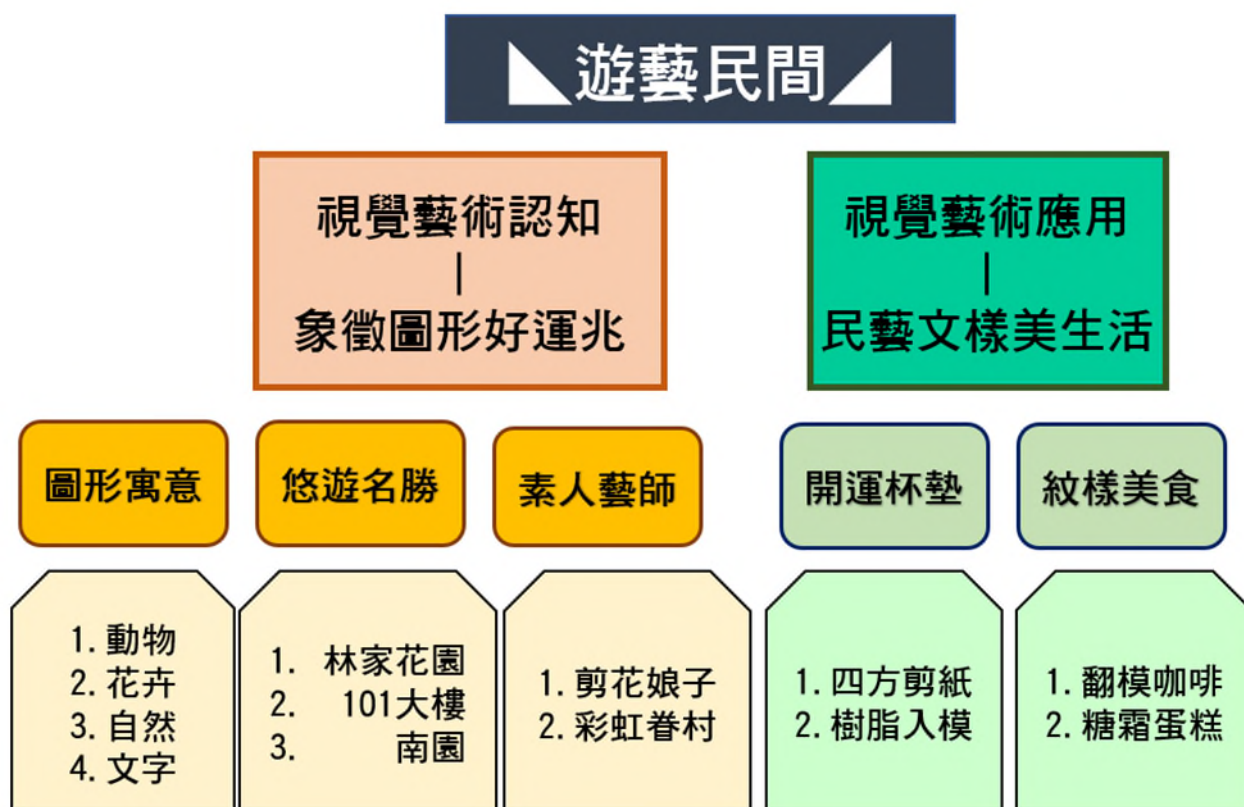 遊藝民間
視覺藝術認知
|
象徵圖形好運兆
視覺藝術應用
|
民藝文樣美生活
圖形寓意
悠遊名勝
素人藝師
開運杯墊
紋樣美食
1. 動物
2. 花卉
3. 自然
4. 文字
1. 林家花園
2. 101大樓
3. 南園
1. 剪花娘子
2. 彩虹眷村
1. 四方剪紙
2. 樹脂入模
1. 翻模咖啡
2. 糖霜蛋糕